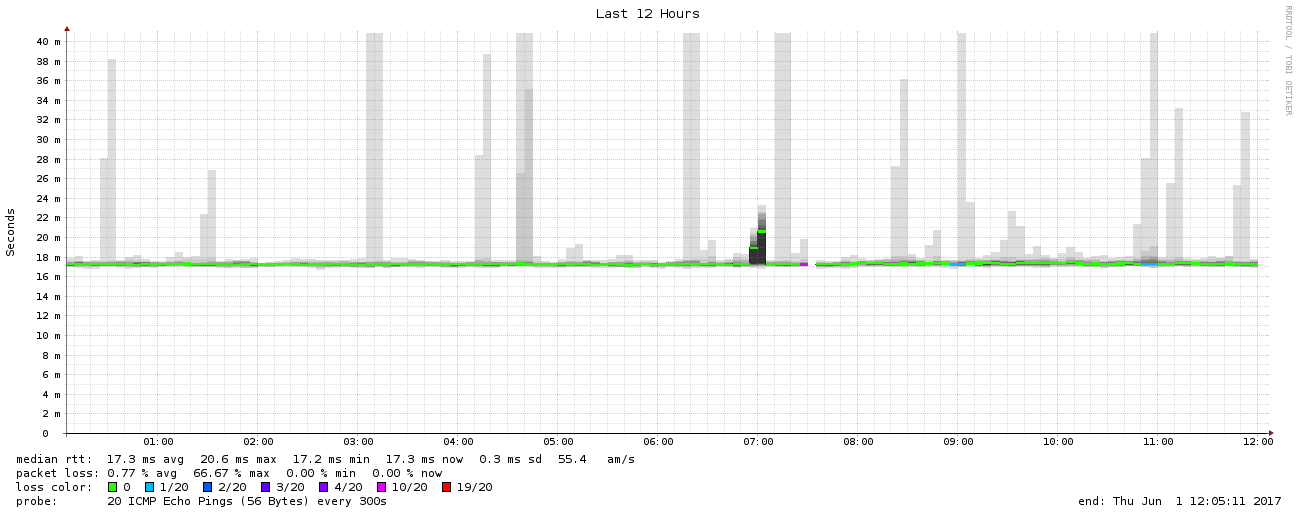 Last 12 Hours
RRDTOOL / TOBI OETIKER
Seconds
40 m
38 m
36 m
34 m
32 m
30 m
28 m
26 m
24 m
22 m
20 m
18 m
16 m
14 m
12 m
10 m
8 m
6 m
4 m
2 m
0
01:00 02:00 03:00 04:00 05:00 06:00 07:00 08:00 09:00 10:00 11:00 12:00
median rtt: 17.3 ms avg 20.6 ms max 17.2 ms min 17.3 ms now 0.3 ms sd 55.4 am/s
packet loss: 0.77 % avg 66.67 % max 0.00 % min 0.00 % now
loss color: 0 1/20 2/20 3/20 4/20 10/20 19/20
probe: 20 ICMP Echo Pings (56 Bytes) every 300s end: Thu Jun 1 12:05:11 2017